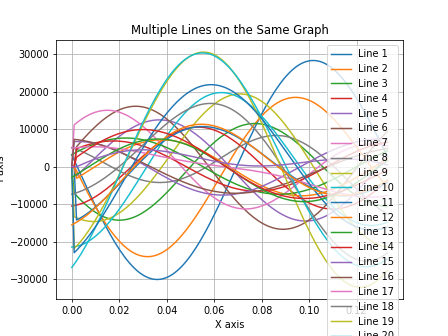 Multiple Lines on the Same Graph
30000
20000
10000
0
−10000
−20000
−30000
0.00
0.02
0.04
0.06
0.08
0.10
X axis
Line 1
Line 2
Line 3
Line 4
Line 5
Line 6
Line 7
Line 8
Line 9
Line 10
Line 11
Line 12
Line 13
Line 14
Line 15
Line 16
Line 17
Line 18
Line 19
Line 20